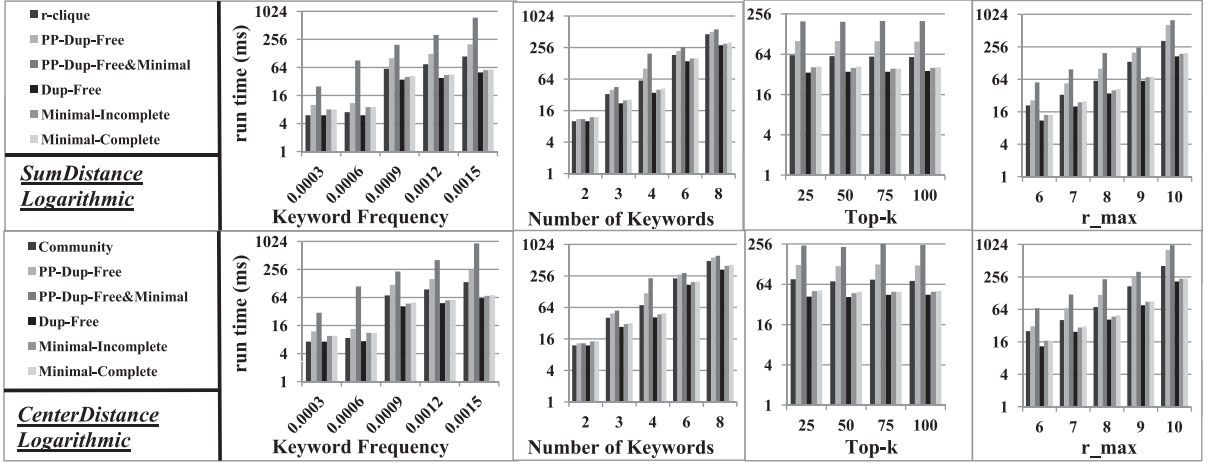 r-clique
PP-Dup-Free
PP-Dup-Free&Minimal
Dup-Free
Minimal-Incomplete
Minimal-Complete
SumDistance
Logarithmic
run time (ms)
1024
256
64
16
4
1
0.0003
0.0006
0.0009
0.0012
0.0015
Keyword Frequency
1024
256
64
16
4
1
2 3 4 6 8
Number of Keywords
256
64
16
4
1
25 50 75 100
Top-k
1024
256
64
16
4
1
6 7 8 9 10
r_max
Community
PP-Dup-Free
PP-Dup-Free&Minimal
Dup-Free
Minimal-Incomplete
Minimal-Complete
CenterDistance
Logarithmic
run time (ms)
1024
256
64
16
4
1
0.0003
0.0006
0.0009
0.0012
0.0015
Keyword Frequency
1024
256
64
16
4
1
2 3 4 6 8
Number of Keywords
256
64
16
4
1
25 50 75 100
Top-k
1024
256
64
16
4
1
6 7 8 9 10
r_max